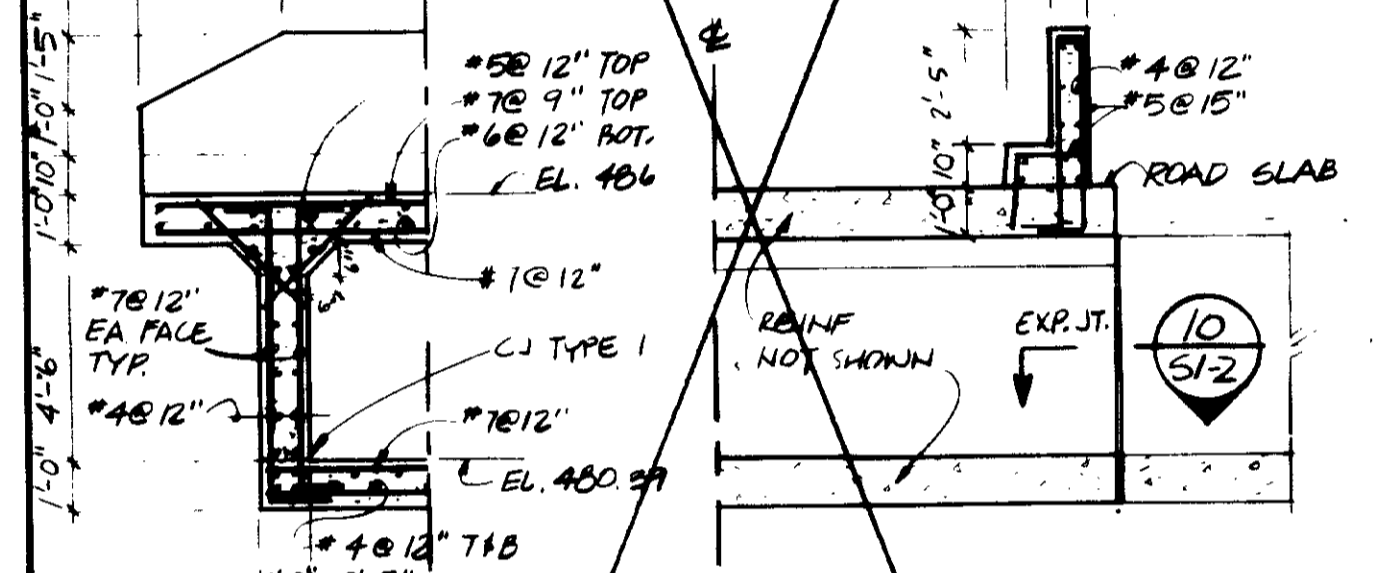 1'-5"
1'-0"
10"
1'-0"
4'-6"
1'-0"
#5@ 12" TOP
#7@ 9" TOP
#6@ 12" BOT.
EL. 486
#7@12"
6" x 6"
#7@12"
EA. FACE
TYP.
#4@12"
CJ TYPE 1
#7@12"
EL. 480.39
#4@12" T&B
℄
2'-5"
10"
1'-0"
#4@12"
#5@15"
ROAD SLAB
REINF
NOT SHOWN
EXP. JT.
10
S1-2